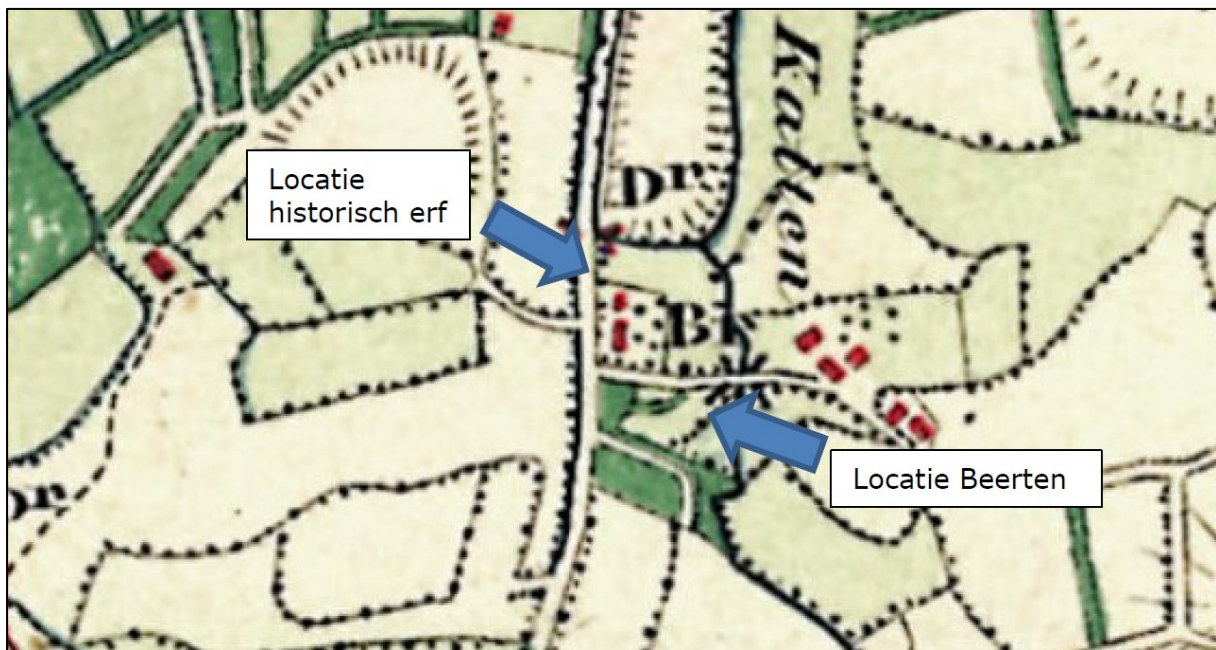 Locatie
historisch erf
Dr
Katten
Bl
Locatie Beerten
Dr